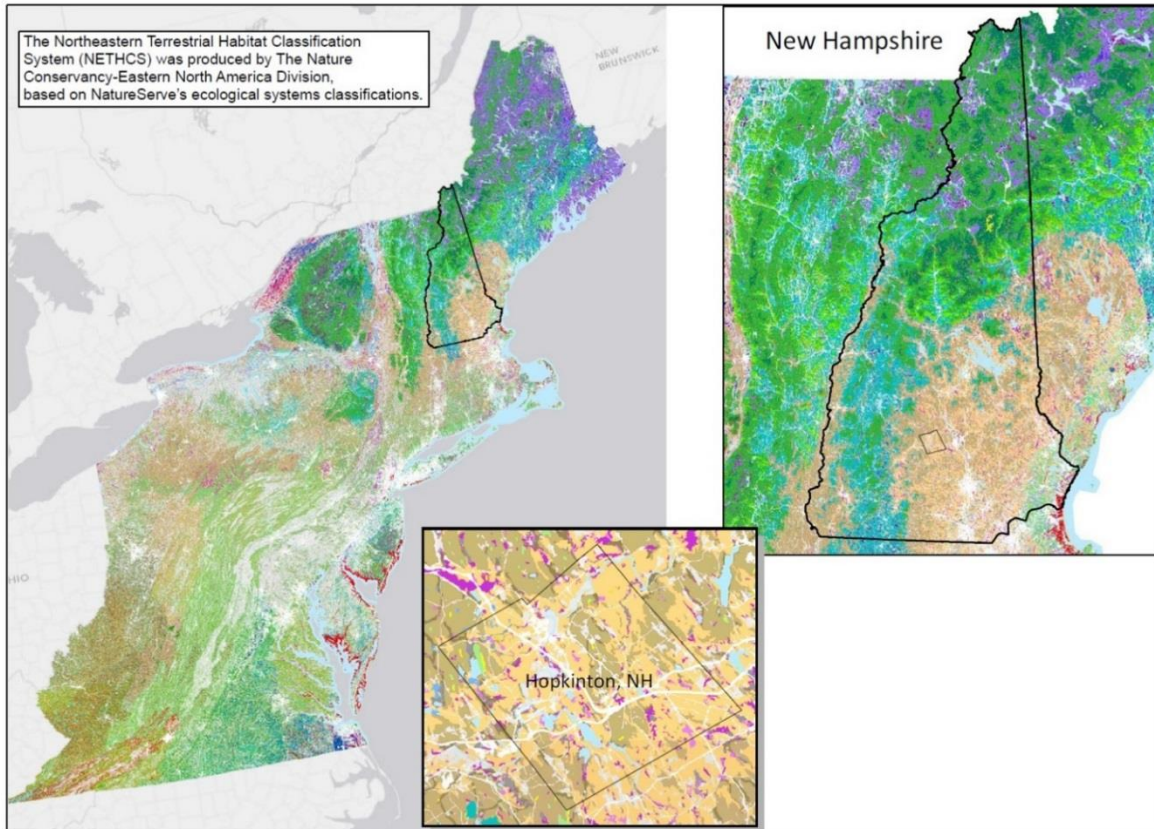 The Northeastern Terrestrial Habitat Classification
System (NETHCS) was produced by The Nature
Conservancy-Eastern North America Division,
based on NatureServe's ecological systems classifications.
NEW
BRUNSWICK
New Hampshire
HIO
Hopkinton, NH